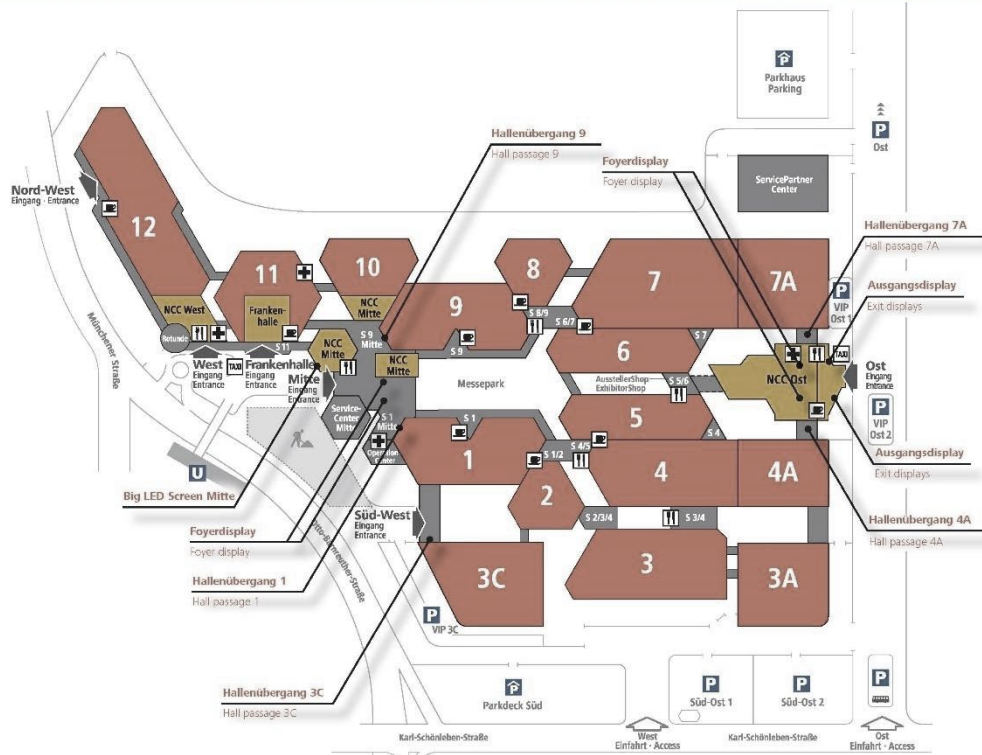 Parkhaus
Parking
Ost
Hallenübergang 9
Hall passage 9
Foyerdisplay
Foyer display
ServicePartner
Center
Nord-West
Eingang · Entrance
12
11
10
9
8
7
7A
Hallenübergang 7A
Hall passage 7A
VIP
Ost 1
Ausgangsdisplay
Exit displays
NCC West
Franken-
halle
NCC
Mitte
Rotunde
S 11
S 9
Mitte
S 9
S 8/9
S 6/7
S 7
6
NCC
Mitte
NCC
Mitte
Messepark
AusstellerShop
ExhibitorShop
S 5/6
NCC Ost
TAXI
Ost
Eingang
Entrance
West
Eingang
Entrance
TAXI
Frankenhalle
Eingang
Entrance
Mitte
Eingang
Entrance
Münchener Straße
Service-
Center
Mitte
S 1
Mitte
Operation
Center
S 1
1
S 1/2
S 4/5
5
S 4
VIP
Ost 2
Ausgangsdisplay
Exit displays
U
Big LED Screen Mitte
2
4
4A
S 2/3/4
S 3/4
Süd-West
Eingang
Entrance
Foyerdisplay
Foyer display
Hallenübergang 4A
Hall passage 4A
Otto-Bärnreuther-Straße
Hallenübergang 1
Hall passage 1
3C
3
3A
P
VIP 3C
Hallenübergang 3C
Hall passage 3C
Parkdeck Süd
P
Süd-Ost 1
P
Süd-Ost 2
P
Karl-Schönleben-Straße
West
Einfahrt · Access
Karl-Schönleben-Straße
Ost
Einfahrt · Access